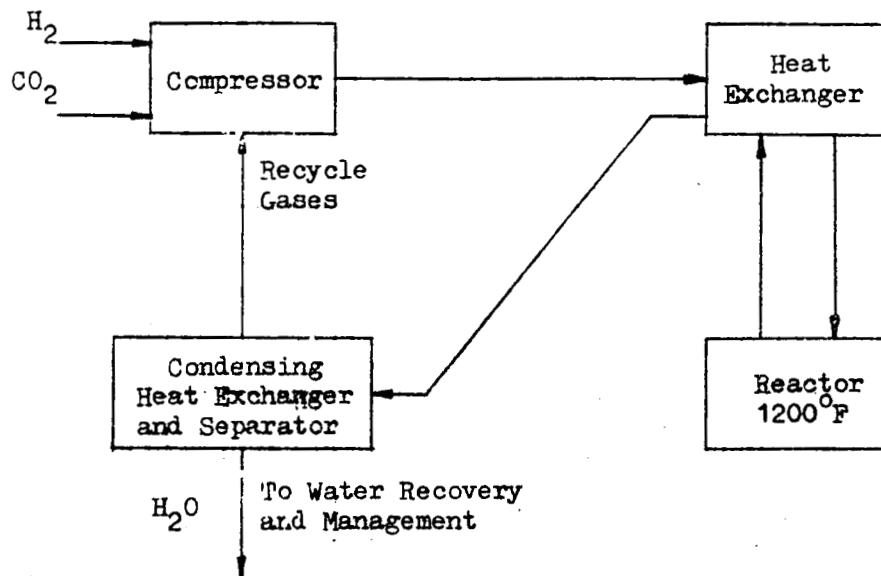 H₂
CO₂
Compressor
Heat
Exchanger
Recycle
Gases
Condensing
Heat Exchanger
and Separator
Reactor
1200°F
H₂O
To Water Recovery
and Management